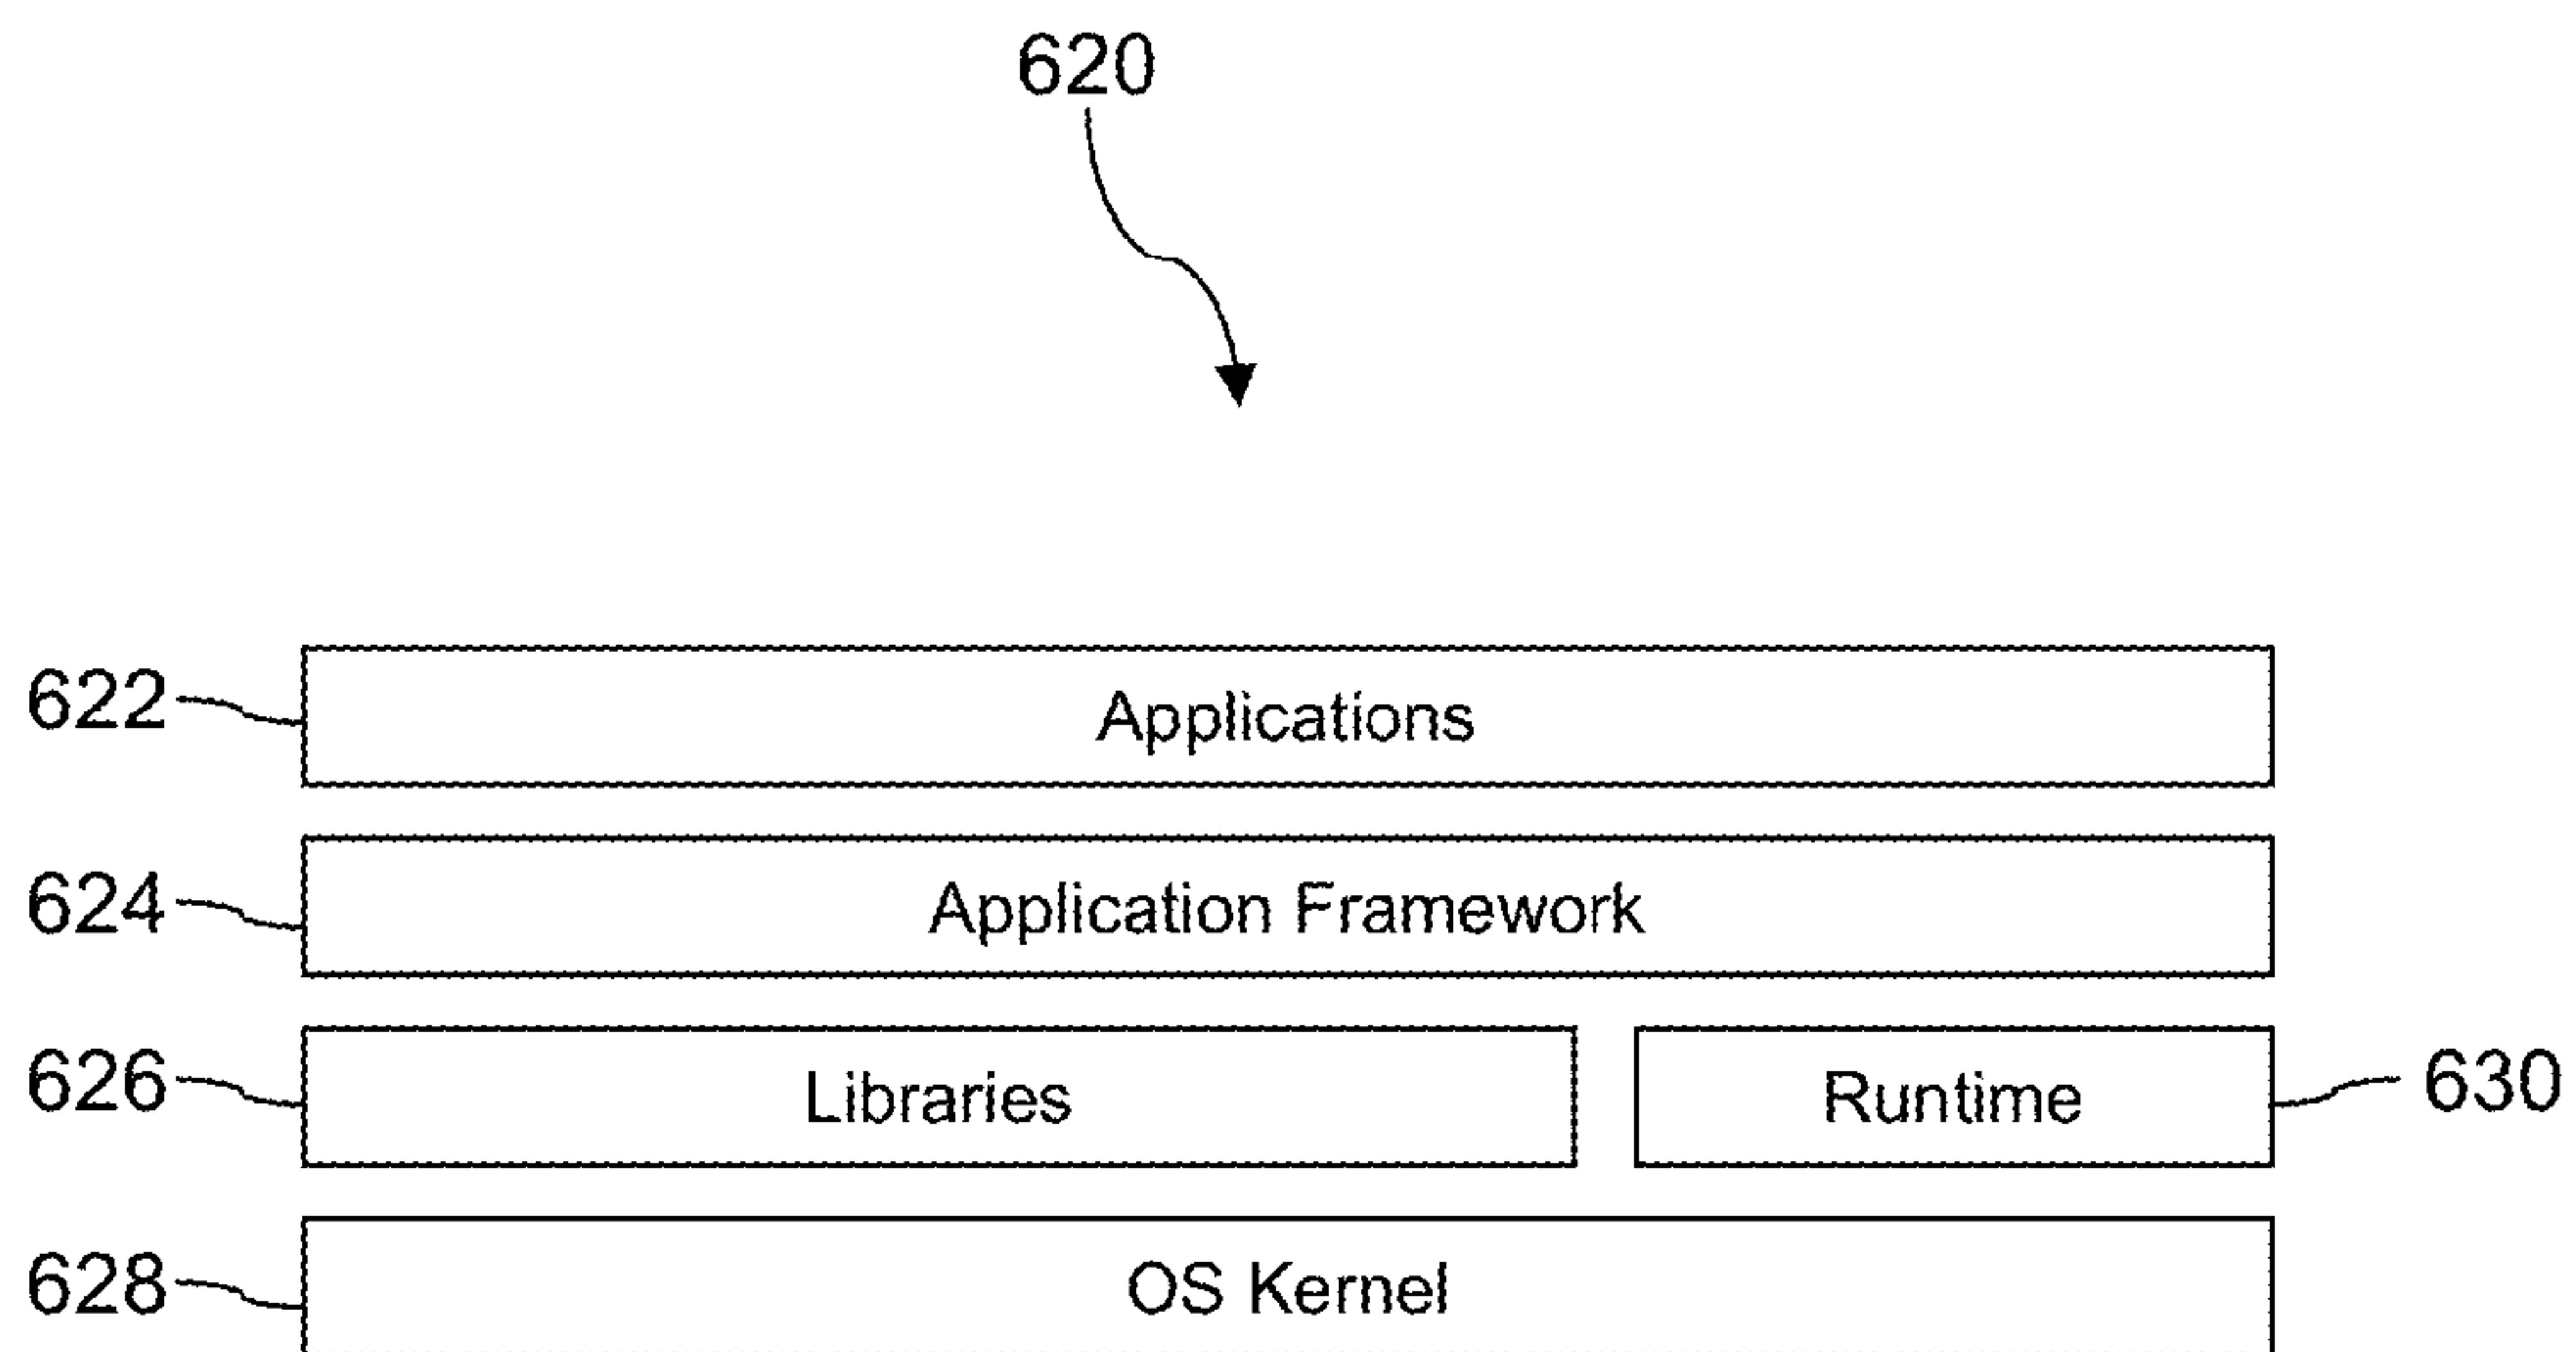 620
622 Applications
624 Application Framework
626 Libraries Runtime 630
628 OS Kernel